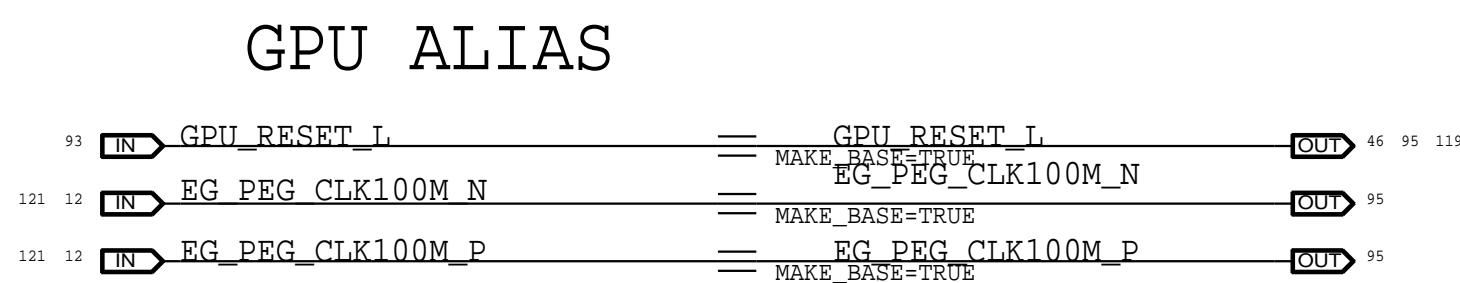 GPU ALIAS
93 IN GPU_RESET_L GPU_RESET_L OUT 46 95 119
MAKE_BASE=TRUE
121 12 IN EG_PEG_CLK100M_N EG_PEG_CLK100M_N OUT 95
MAKE_BASE=TRUE
121 12 IN EG_PEG_CLK100M_P EG_PEG_CLK100M_P OUT 95
MAKE_BASE=TRUE